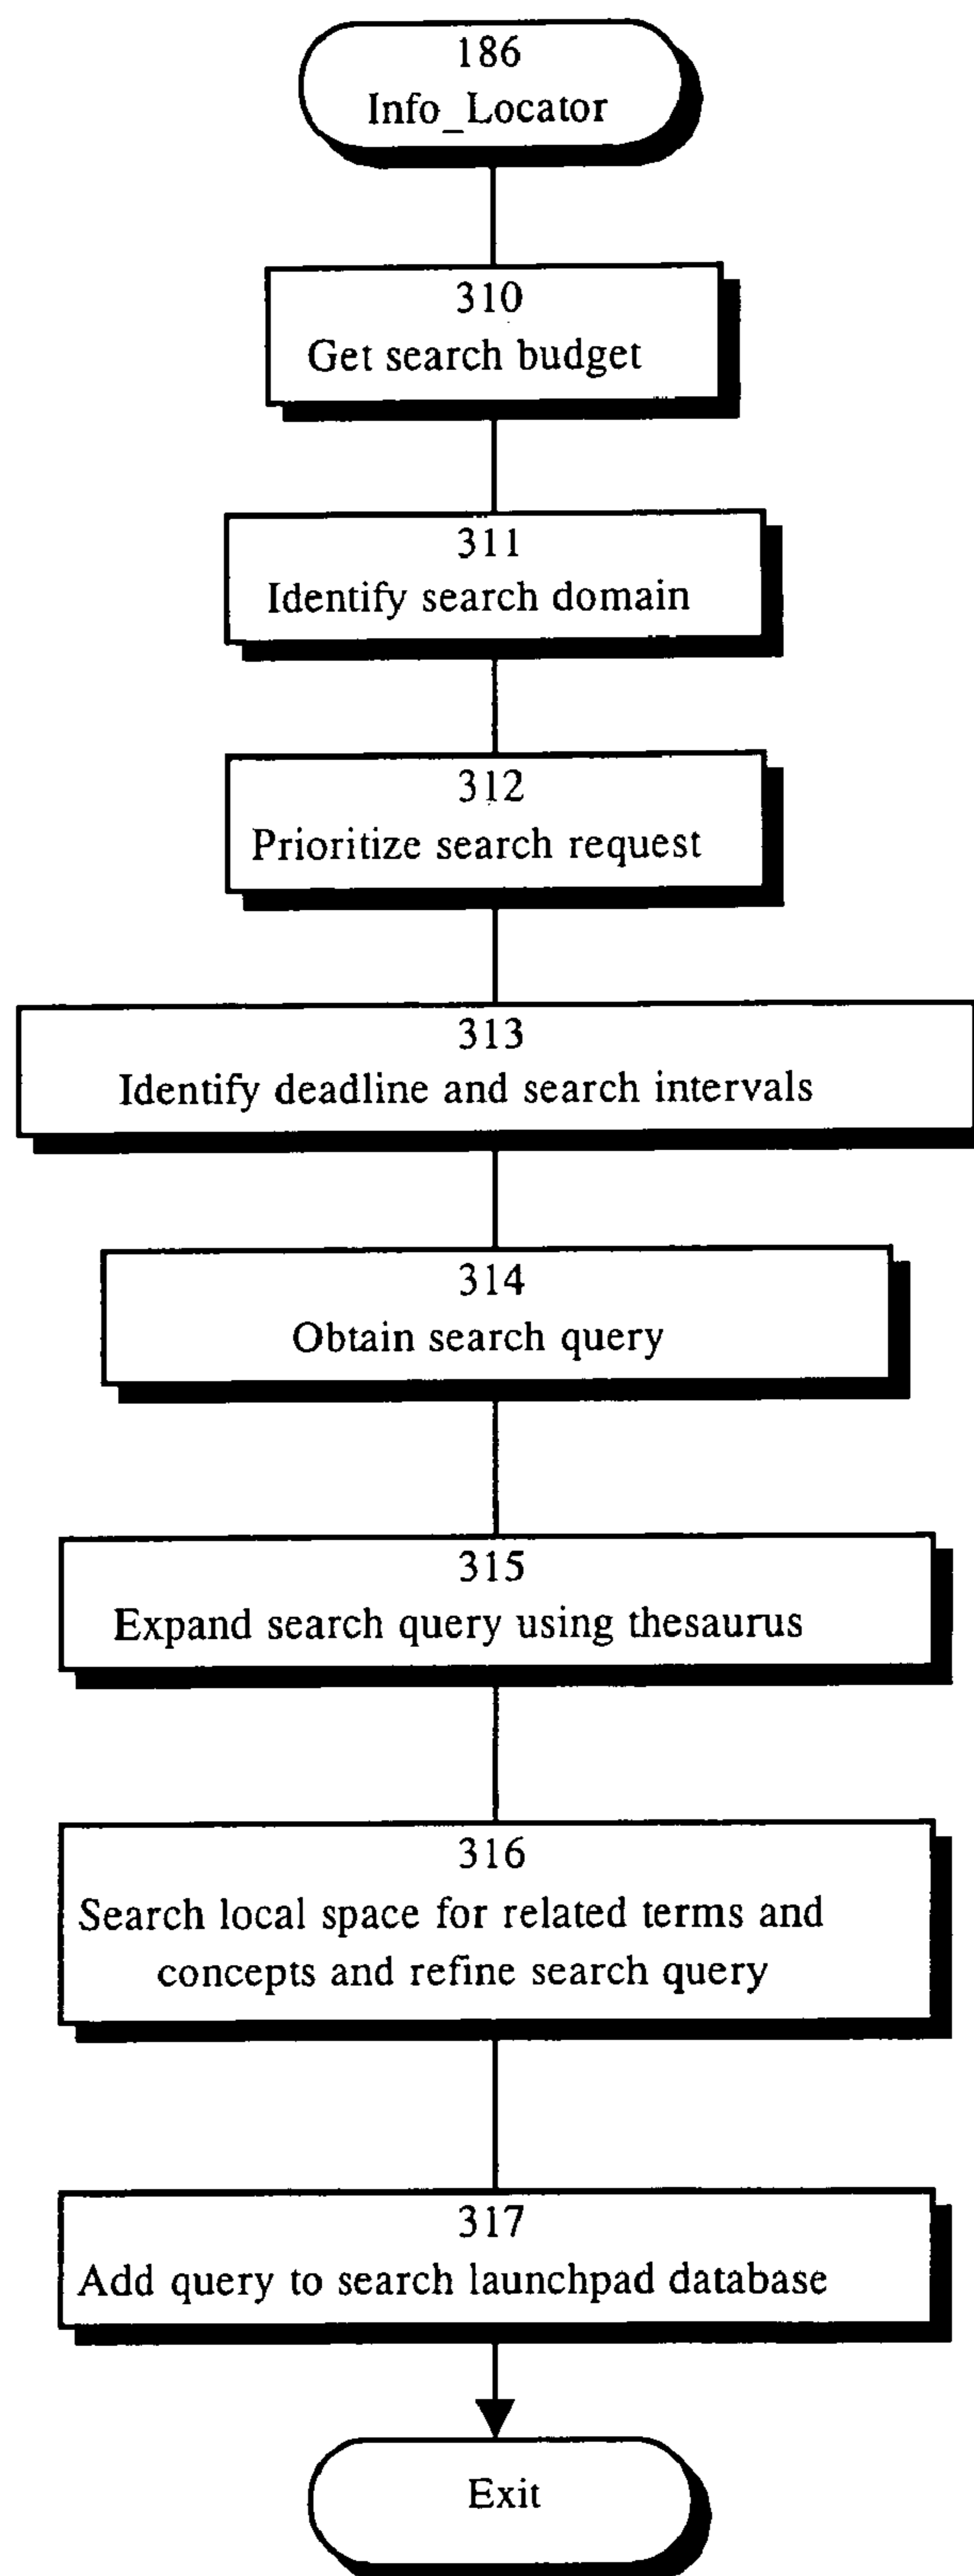 186
Info_Locator
310
Get search budget
311
Identify search domain
312
Prioritize search request
313
Identify deadline and search intervals
314
Obtain search query
315
Expand search query using thesaurus
316
Search local space for related terms and
concepts and refine search query
317
Add query to search launchpad database
Exit